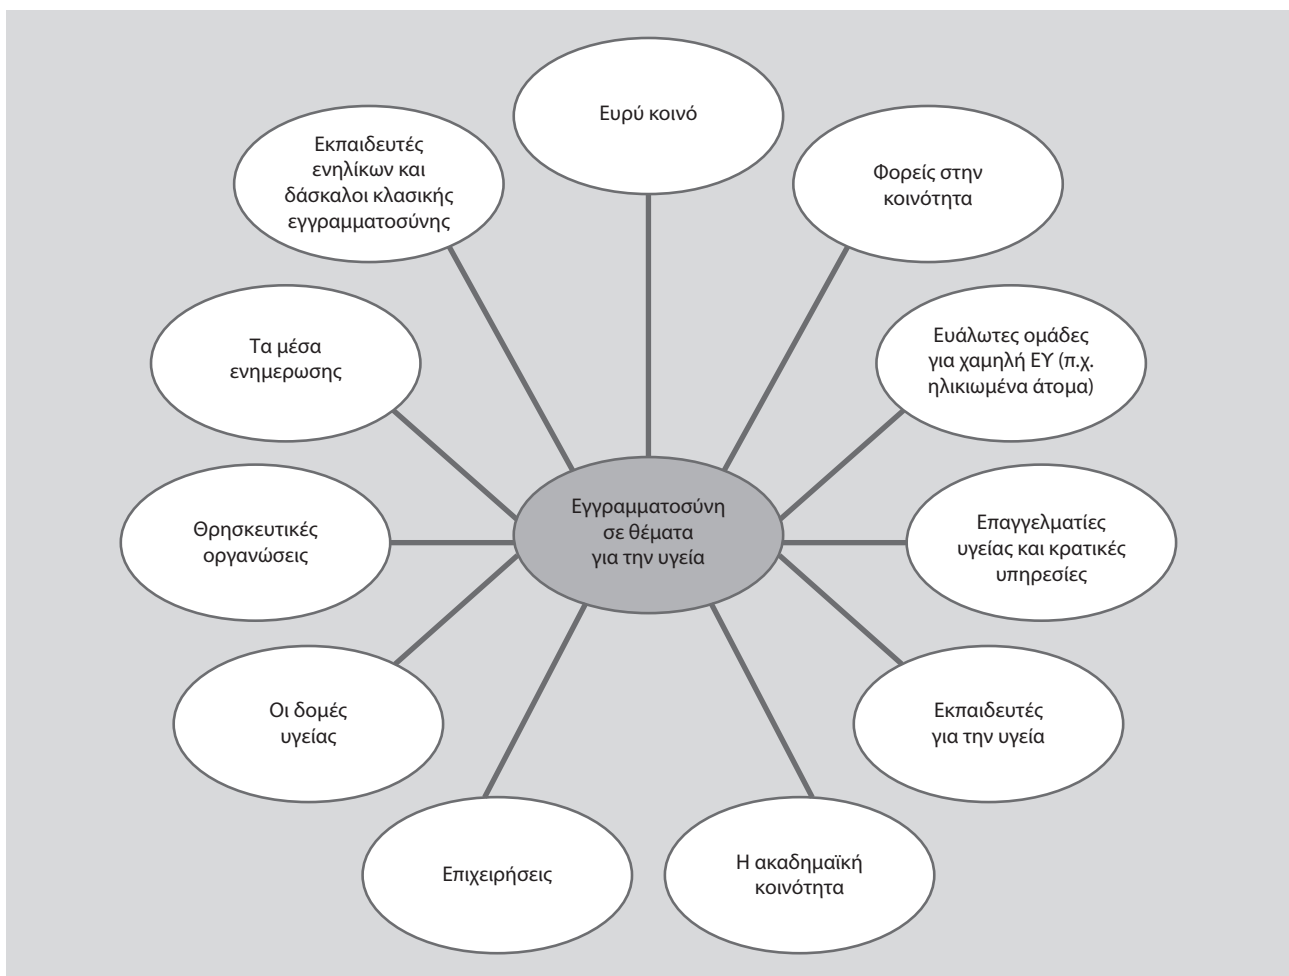 Ευρύ κοινό
Εκπαιδευτές
ενηλίκων και
δάσκαλοι κλασικής
εγγραμματοσύνης
Φορείς στην
κοινότητα
Τα μέσα
ενημερωσης
Ευάλωτες ομάδες
για χαμηλή ΕΥ (π.χ.
ηλικιωμένα άτομα)
Θρησκευτικές
οργανώσεις
Εγγραμματοσύνη
σε θέματα
για την υγεία
Επαγγελματίες
υγείας και κρατικές
υπηρεσίες
Οι δομές
υγείας
Εκπαιδευτές
για την υγεία
Επιχειρήσεις
Η ακαδημαϊκή
κοινότητα